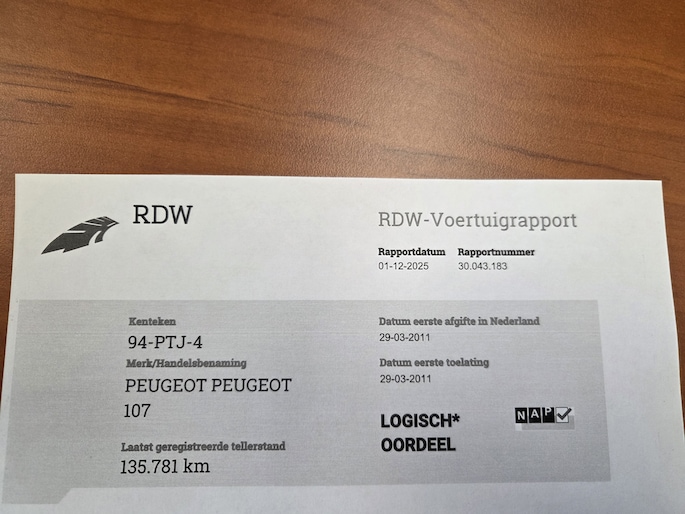 RDW
RDW-Voertuigrapport
Rapportdatum Rapportnummer
01-12-2025 30.043.183
Kenteken
94-PTJ-4
Merk/Handelsbenaming
PEUGEOT PEUGEOT
107
Laatst geregistreerde tellerstand
135.781 km
Datum eerste afgifte in Nederland
29-03-2011
Datum eerste toelating
29-03-2011
LOGISCH*
OORDEEL
NAP